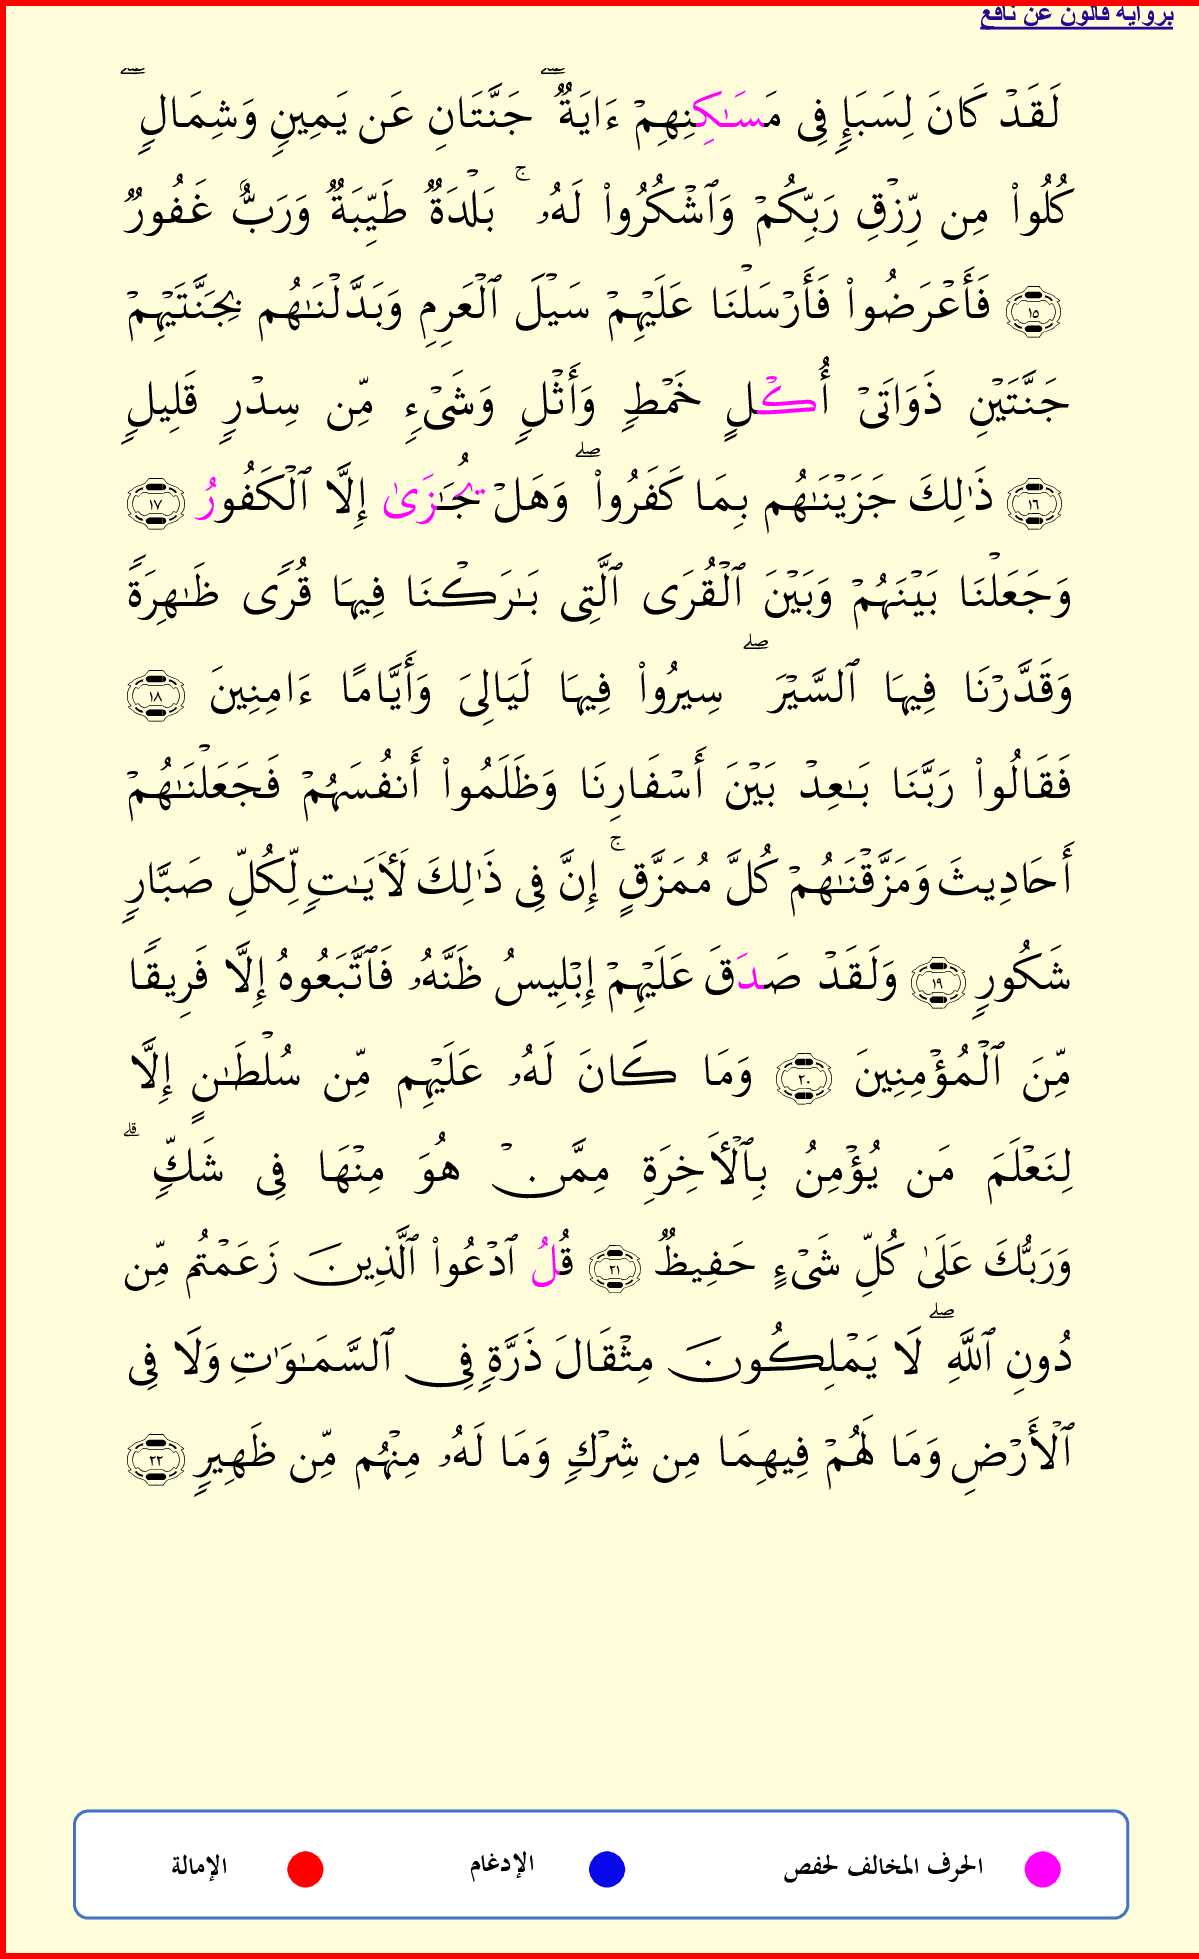 برواية قالون عن نافع
لَقَدْ كَانَ لِسَبَإٍ فِى مَسَـٰكِنِهِمْ ءَايَةٌ ۖ جَنَّتَانِ عَن يَمِينٍ وَشِمَالٍ ۖ
كُلُوا۟ مِن رِّزْقِ رَبِّكُمْ وَٱشْكُرُوا۟ لَهُۥ ۚ بَلْدَةٌ طَيِّبَةٌ وَرَبٌّ غَفُورٌ
١٥ فَأَعْرَضُوا۟ فَأَرْسَلْنَا عَلَيْهِمْ سَيْلَ ٱلْعَرِمِ وَبَدَّلْنَـٰهُم بِجَنَّتَيْهِمْ
جَنَّتَيْنِ ذَوَاتَىْ أُكْلٍ خَمْطٍ وَأَثْلٍ وَشَىْءٍ مِّن سِدْرٍ قَلِيلٍ
١٦ ذَٰلِكَ جَزَيْنَـٰهُم بِمَا كَفَرُوا۟ ۖ وَهَلْ يُجَـٰزَىٰ إِلَّا ٱلْكَفُورُ ١٧
وَجَعَلْنَا بَيْنَهُمْ وَبَيْنَ ٱلْقُرَى ٱلَّتِى بَـٰرَكْنَا فِيهَا قُرًى ظَـٰهِرَةً
وَقَدَّرْنَا فِيهَا ٱلسَّيْرَ ۖ سِيرُوا۟ فِيهَا لَيَالِىَ وَأَيَّامًا ءَامِنِينَ ١٨
فَقَالُوا۟ رَبَّنَا بَـٰعِدْ بَيْنَ أَسْفَارِنَا وَظَلَمُوا۟ أَنفُسَهُمْ فَجَعَلْنَـٰهُمْ
أَحَادِيثَ وَمَزَّقْنَـٰهُمْ كُلَّ مُمَزَّقٍ ۚ إِنَّ فِى ذَٰلِكَ لَـَٔايَـٰتٍ لِّكُلِّ صَبَّارٍ
شَكُورٍ ١٩ وَلَقَدْ صَدَقَ عَلَيْهِمْ إِبْلِيسُ ظَنَّهُۥ فَٱتَّبَعُوهُ إِلَّا فَرِيقًا
مِّنَ ٱلْمُؤْمِنِينَ ٢٠ وَمَا كَانَ لَهُۥ عَلَيْهِم مِّن سُلْطَـٰنٍ إِلَّا
لِنَعْلَمَ مَن يُؤْمِنُ بِٱلْـَٔاخِرَةِ مِمَّنْ هُوَ مِنْهَا فِى شَكٍّ ۗ
وَرَبُّكَ عَلَىٰ كُلِّ شَىْءٍ حَفِيظٌ ٢١ قُلُ ٱدْعُوا۟ ٱلَّذِينَ زَعَمْتُم مِّن
دُونِ ٱللَّهِ ۖ لَا يَمْلِكُونَ مِثْقَالَ ذَرَّةٍ فِى ٱلسَّمَـٰوَٰتِ وَلَا فِى
ٱلْأَرْضِ وَمَا لَهُمْ فِيهِمَا مِن شِرْكٍ وَمَا لَهُۥ مِنْهُم مِّن ظَهِيرٍ ٢٢
الحرف المخالف لحفص الإدغام الإمالة